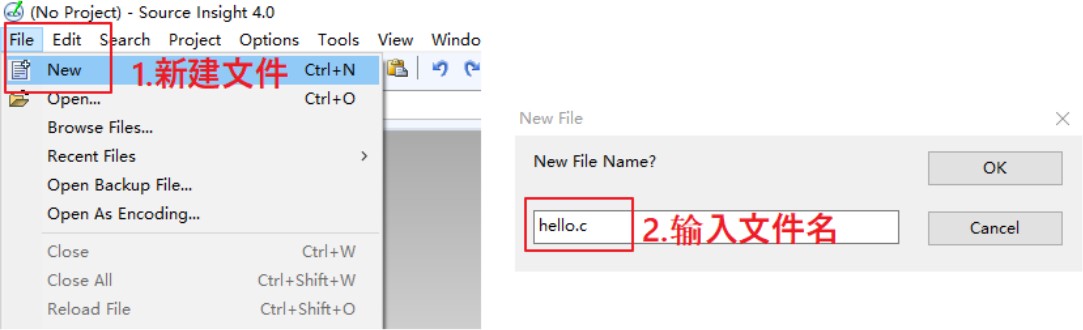 (No Project) - Source Insight 4.0
File Edit Search Project Options Tools View Windo
New 1.新建文件 Ctrl+N
Open... Ctrl+O
Browse Files...
Recent Files
Open Backup File...
Open As Encoding...
Close Ctrl+W
Close All Ctrl+Shift+W
Reload File Ctrl+Shift+O
New File
New File Name?
OK
hello.c 2.输入文件名
Cancel